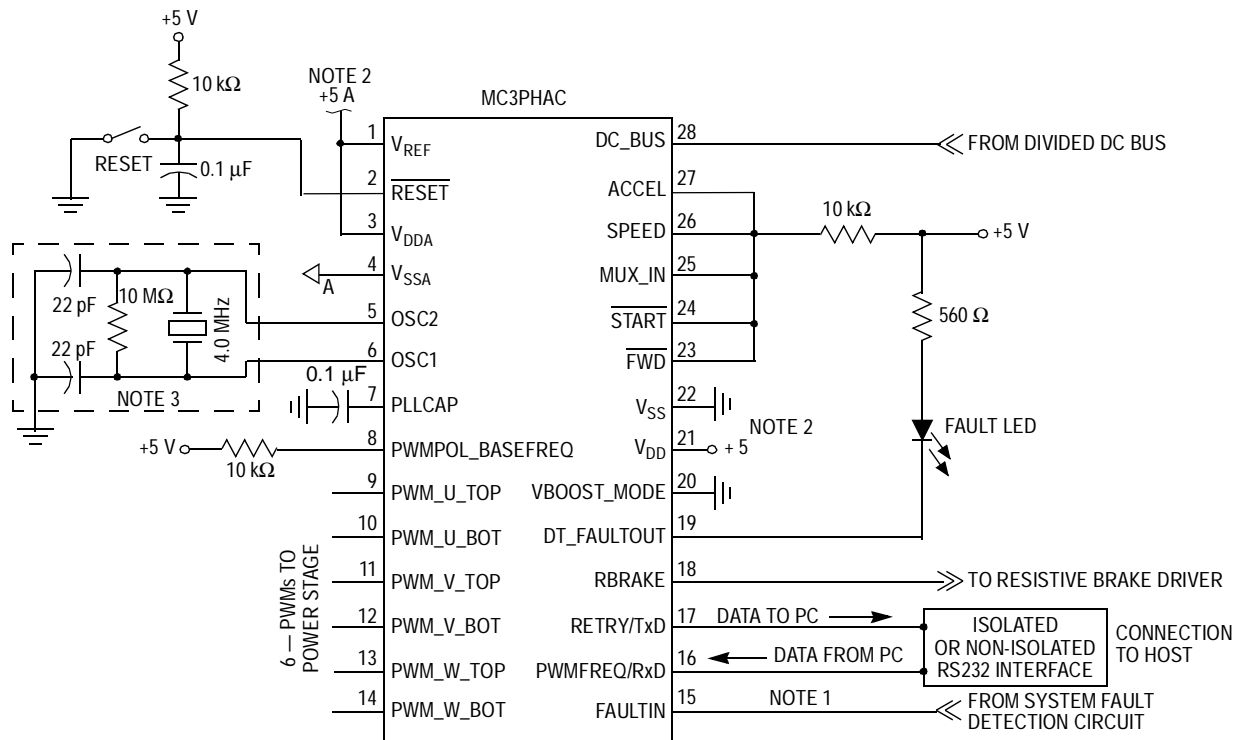 +5 V
10 kΩ
NOTE 2
+5 A
MC3PHAC
RESET
0.1 µF
1
VREF
2
RESET
3
VDDA
4
VSSA
A
5
OSC2
6
OSC1
7
PLLCAP
8
PWMPOL_BASEFREQ
9
PWM_U_TOP
10
PWM_U_BOT
11
PWM_V_TOP
12
PWM_V_BOT
13
PWM_W_TOP
14
PWM_W_BOT
22 pF
10 MΩ
4.0 MHz
22 pF
NOTE 3
0.1 µF
+5 V
10 kΩ
6 — PWMs TO
POWER STAGE
DC_BUS
28
FROM DIVIDED DC BUS
ACCEL
27
SPEED
26
10 kΩ
+5 V
MUX_IN
25
START
24
560 Ω
FWD
23
VSS
22
NOTE 2
FAULT LED
VDD
21
+ 5
VBOOST_MODE
20
DT_FAULTOUT
19
RBRAKE
18
TO RESISTIVE BRAKE DRIVER
RETRY/TxD
17
DATA TO PC
PWMFREQ/RxD
16
DATA FROM PC
ISOLATED
OR NON-ISOLATED
RS232 INTERFACE
CONNECTION
TO HOST
FAULTIN
15
NOTE 1
FROM SYSTEM FAULT
DETECTION CIRCUIT